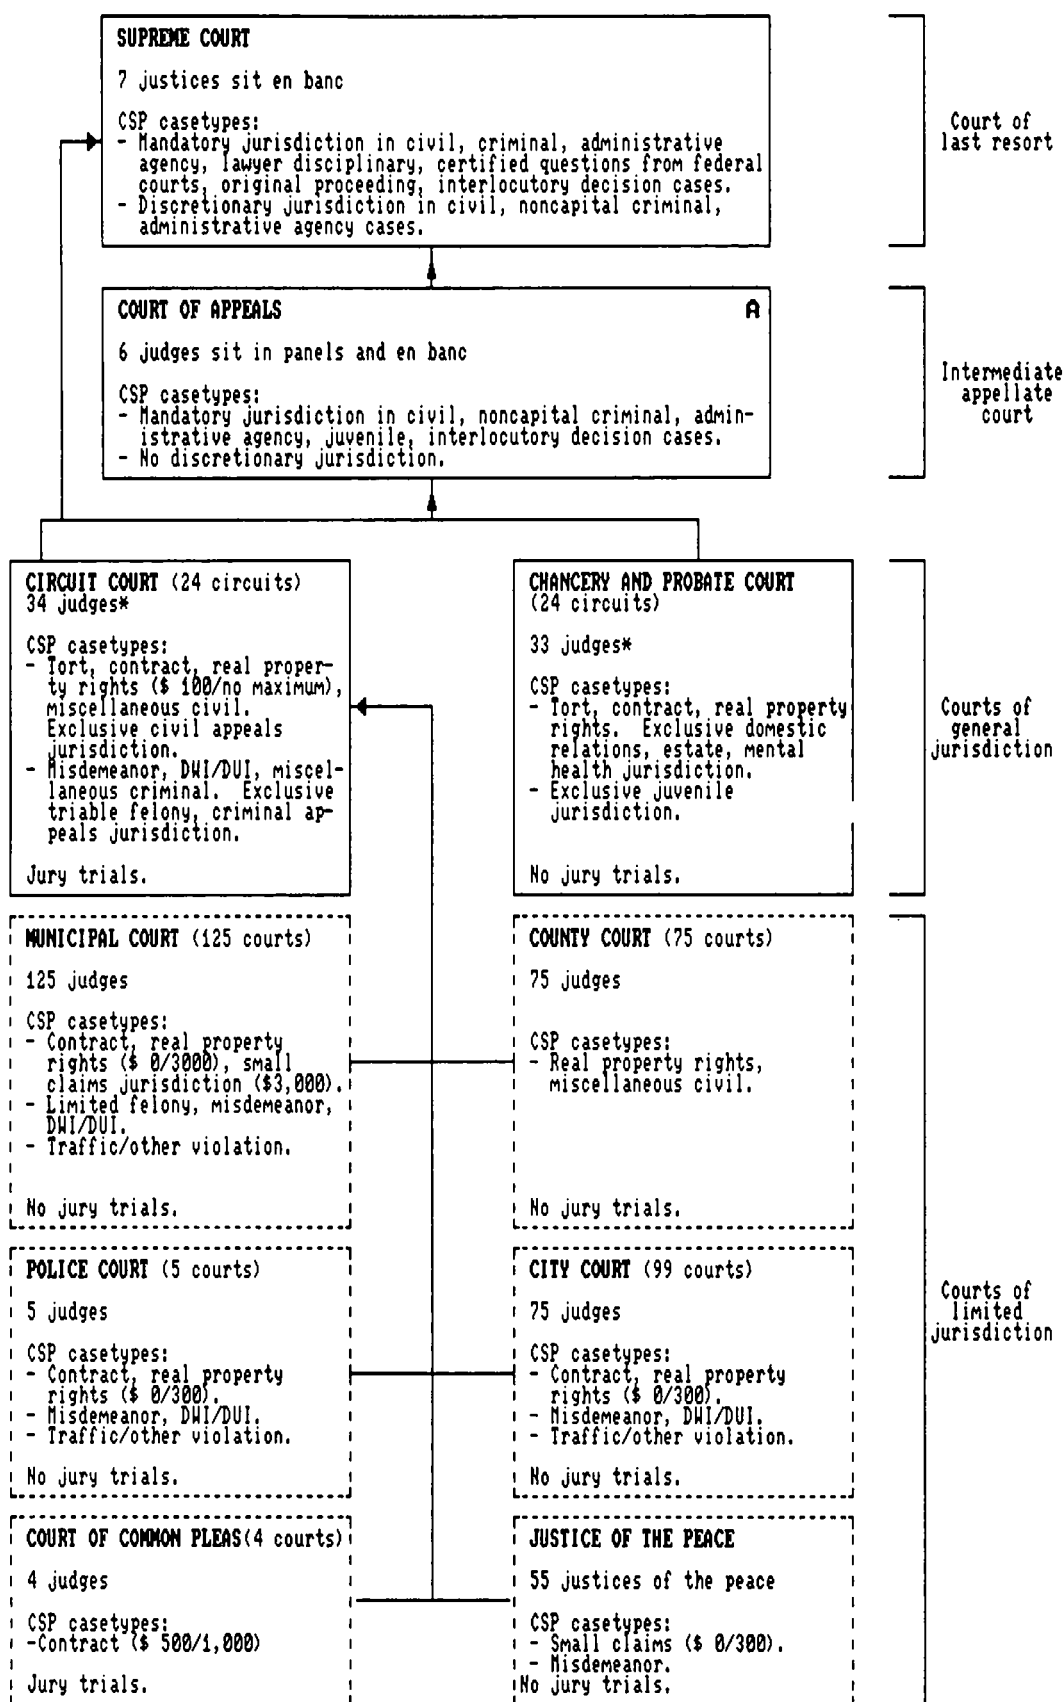 SUPREME COURT
7 justices sit en banc
CSP casetypes:
- Mandatory jurisdiction in civil, criminal, administrative
agency, lawyer disciplinary, certified questions from federal
courts, original proceeding, interlocutory decision cases.
- Discretionary jurisdiction in civil, noncapital criminal,
administrative agency cases.
Court of
last resort
COURT OF APPEALS A
6 judges sit in panels and en banc
CSP casetypes:
- Mandatory jurisdiction in civil, noncapital criminal, admin-
istrative agency, juvenile, interlocutory decision cases.
- No discretionary jurisdiction.
Intermediate
appellate
court
CIRCUIT COURT (24 circuits)
34 judges*
CSP casetypes:
- Tort, contract, real proper-
ty rights ($ 100/no maximum),
miscellaneous civil.
Exclusive civil appeals
jurisdiction.
- Misdemeanor, DWI/DUI, miscel-
laneous criminal. Exclusive
triable felony, criminal ap-
peals jurisdiction.
Jury trials.
CHANCERY AND PROBATE COURT
(24 circuits)
33 judges*
CSP casetypes:
- Tort, contract, real property
rights. Exclusive domestic
relations, estate, mental
health jurisdiction.
- Exclusive juvenile
jurisdiction.
No jury trials.
Courts of
general
jurisdiction
MUNICIPAL COURT (125 courts)
125 judges
CSP casetypes:
- Contract, real property
rights ($ 0/3000), small
claims jurisdiction ($3,000).
- Limited felony, misdemeanor,
DWI/DUI.
- Traffic/other violation.
No jury trials.
COUNTY COURT (75 courts)
75 judges
CSP casetypes:
- Real property rights,
miscellaneous civil.
No jury trials.
POLICE COURT (5 courts)
5 judges
CSP casetypes:
- Contract, real property
rights ($ 0/300).
- Misdemeanor, DWI/DUI.
- Traffic/other violation.
No jury trials.
CITY COURT (99 courts)
75 judges
CSP casetypes:
- Contract, real property
rights ($ 0/300).
- Misdemeanor, DWI/DUI.
- Traffic/other violation.
No jury trials.
Courts of
limited
jurisdiction
COURT OF COMMON PLEAS(4 courts)
4 judges
CSP casetypes:
-Contract ($ 500/1,000)
Jury trials.
JUSTICE OF THE PEACE
55 justices of the peace
CSP casetypes:
- Small claims ($ 0/300).
- Misdemeanor.
No jury trials.